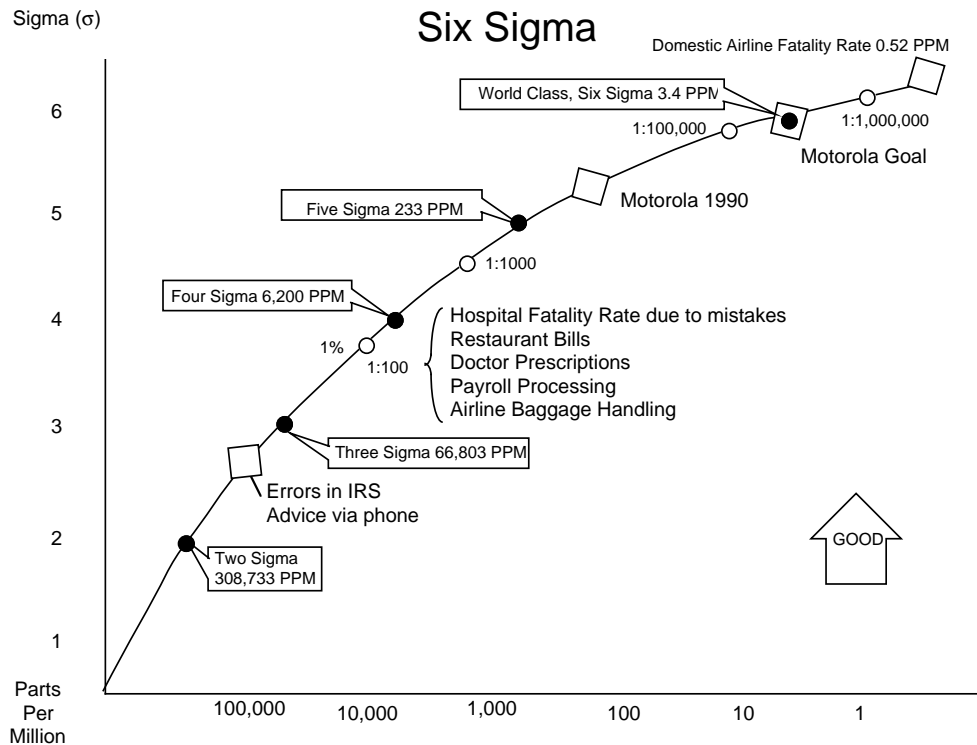 Sigma (σ)
Six Sigma
Domestic Airline Fatality Rate 0.52 PPM
World Class, Six Sigma 3.4 PPM
6
1:100,000
1:1,000,000
Motorola Goal
Motorola 1990
Five Sigma 233 PPM
5
1:1000
Four Sigma 6,200 PPM
4
1%
1:100
Hospital Fatality Rate due to mistakes
Restaurant Bills
Doctor Prescriptions
Payroll Processing
Airline Baggage Handling
3
Three Sigma 66,803 PPM
Errors in IRS
Advice via phone
2
Two Sigma
308,733 PPM
GOOD
1
Parts
Per
Million
100,000
10,000
1,000
100
10
1